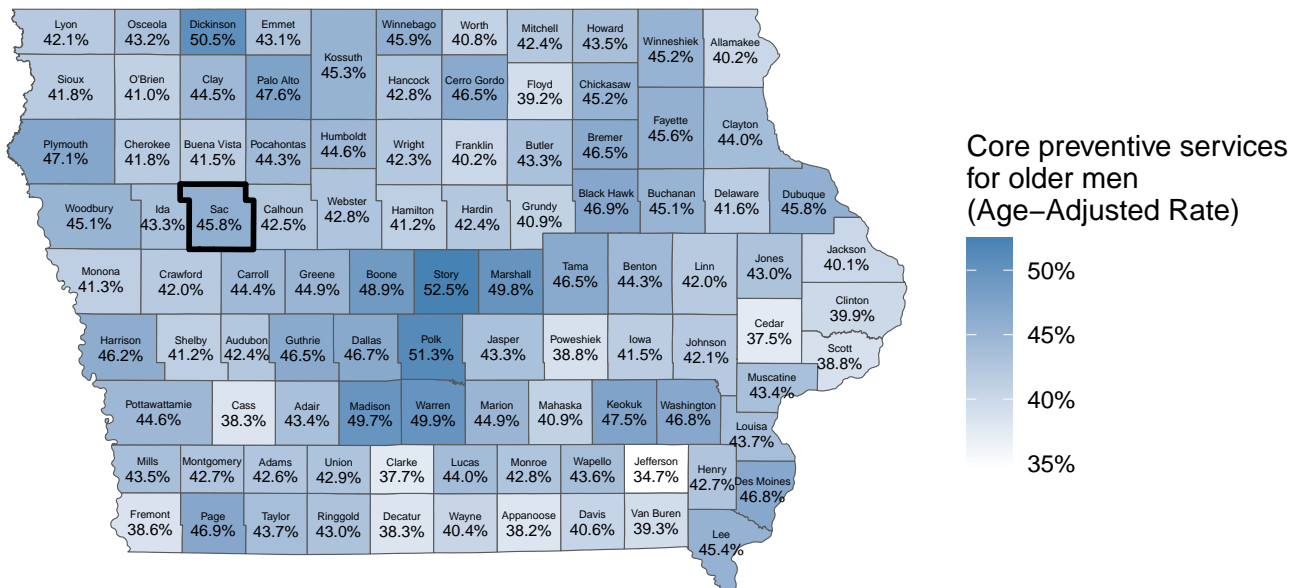 Lyon
42.1%
Osceola
43.2%
Dickinson
50.5%
Emmet
43.1%
Kossuth
45.3%
Winnebago
45.9%
Worth
40.8%
Mitchell
42.4%
Howard
43.5%
Winneshiek
45.2%
Allamakee
40.2%
Sioux
41.8%
O'Brien
41.0%
Clay
44.5%
Palo Alto
47.6%
Hancock
42.8%
Cerro Gordo
46.5%
Floyd
39.2%
Chickasaw
45.2%
Fayette
45.6%
Clayton
44.0%
Plymouth
47.1%
Cherokee
41.8%
Buena Vista
41.5%
Pocahontas
44.3%
Humboldt
44.6%
Wright
42.3%
Franklin
40.2%
Butler
43.3%
Bremer
46.5%
Woodbury
45.1%
Ida
43.3%
Sac
45.8%
Calhoun
42.5%
Webster
42.8%
Hamilton
41.2%
Hardin
42.4%
Grundy
40.9%
Black Hawk
46.9%
Buchanan
45.1%
Delaware
41.6%
Dubuque
45.8%
Monona
41.3%
Crawford
42.0%
Carroll
44.4%
Greene
44.9%
Boone
48.9%
Story
52.5%
Marshall
49.8%
Tama
46.5%
Benton
44.3%
Linn
42.0%
Jones
43.0%
Jackson
40.1%
Clinton
39.9%
Harrison
46.2%
Shelby
41.2%
Audubon
42.4%
Guthrie
46.5%
Dallas
46.7%
Polk
51.3%
Jasper
43.3%
Poweshiek
38.8%
Iowa
41.5%
Johnson
42.1%
Cedar
37.5%
Scott
38.8%
Muscatine
43.4%
Pottawattamie
44.6%
Cass
38.3%
Adair
43.4%
Madison
49.7%
Warren
49.9%
Marion
44.9%
Mahaska
40.9%
Keokuk
47.5%
Washington
46.8%
Louisa
43.7%
Mills
43.5%
Montgomery
42.7%
Adams
42.6%
Union
42.9%
Clarke
37.7%
Lucas
44.0%
Monroe
42.8%
Wapello
43.6%
Jefferson
34.7%
Henry
42.7%
Des Moines
46.8%
Fremont
38.6%
Page
46.9%
Taylor
43.7%
Ringgold
43.0%
Decatur
38.3%
Wayne
40.4%
Appanoose
38.2%
Davis
40.6%
Van Buren
39.3%
Lee
45.4%
Core preventive services
for older men
(Age−Adjusted Rate)
50%
45%
40%
35%